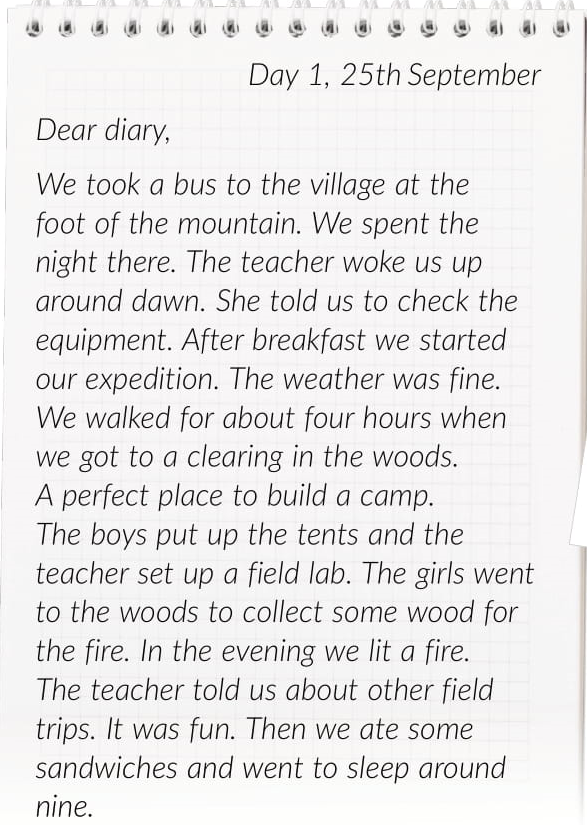 Day 1, 25th September
Dear diary,
We took a bus to the village at the
foot of the mountain. We spent the
night there. The teacher woke us up
around dawn. She told us to check the
equipment. After breakfast we started
our expedition. The weather was fine.
We walked for about four hours when
we got to a clearing in the woods.
A perfect place to build a camp.
The boys put up the tents and the
teacher set up a field lab. The girls went
to the woods to collect some wood for
the fire. In the evening we lit a fire.
The teacher told us about other field
trips. It was fun. Then we ate some
sandwiches and went to sleep around
nine.